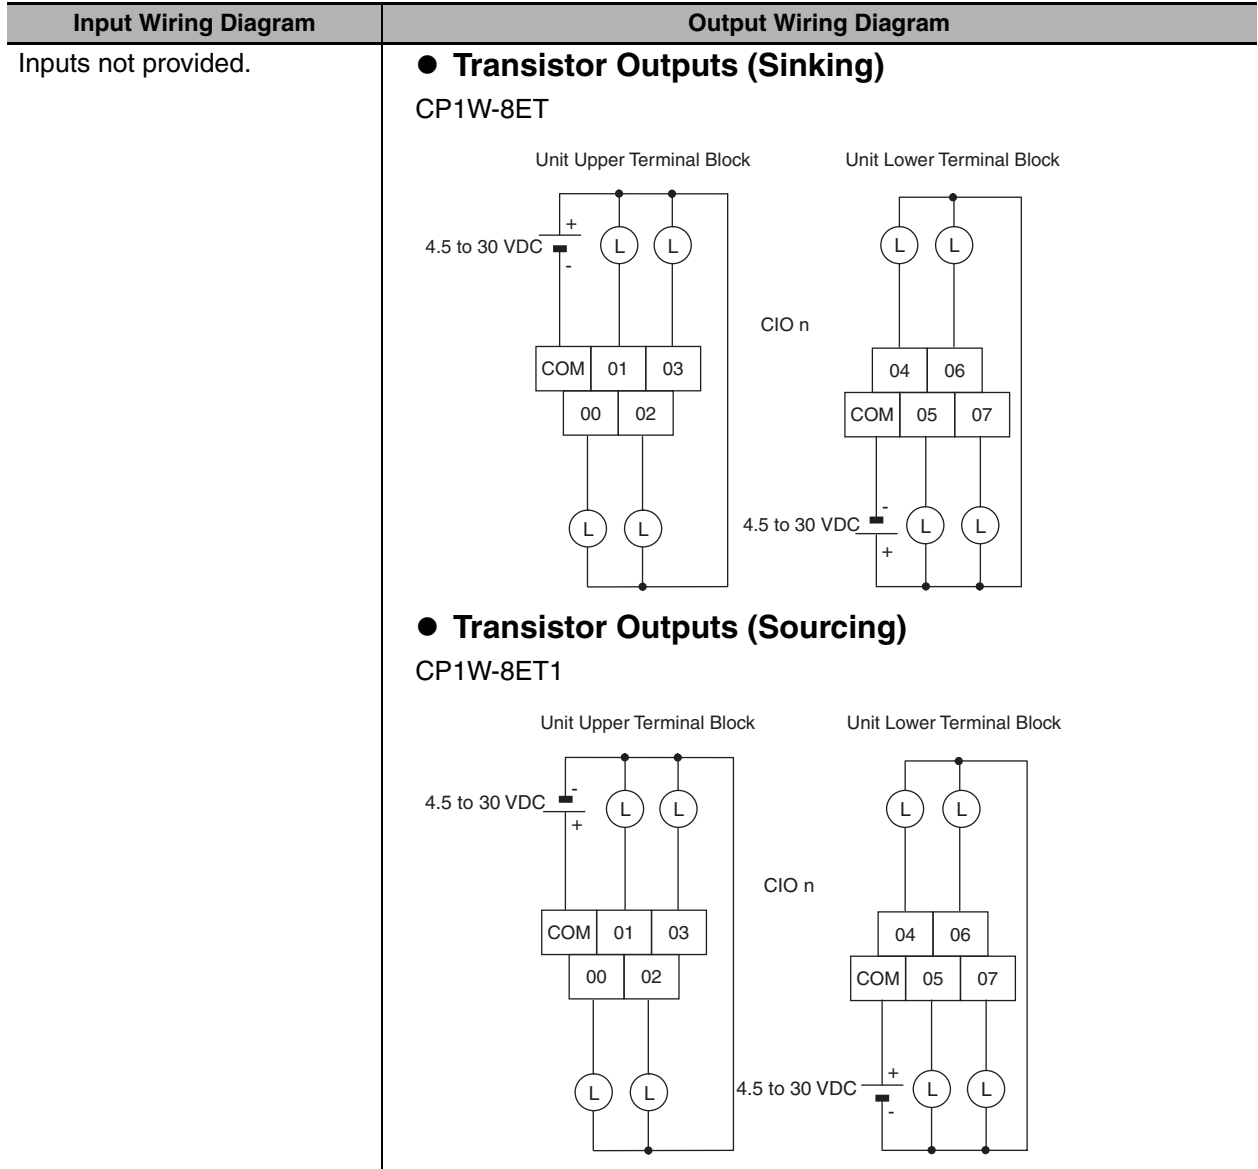 Input Wiring Diagram
Output Wiring Diagram
Inputs not provided.
● Transistor Outputs (Sinking)
CP1W-8ET
Unit Upper Terminal Block
Unit Lower Terminal Block
+
4.5 to 30 VDC
L
L
L
L
-
CIO n
COM
01
03
04
06
00
02
COM
05
07
-
4.5 to 30 VDC
L
L
L
L
+
● Transistor Outputs (Sourcing)
CP1W-8ET1
Unit Upper Terminal Block
Unit Lower Terminal Block
-
4.5 to 30 VDC
L
L
L
L
+
CIO n
COM
01
03
04
06
00
02
COM
05
07
+
4.5 to 30 VDC
L
L
L
L
-